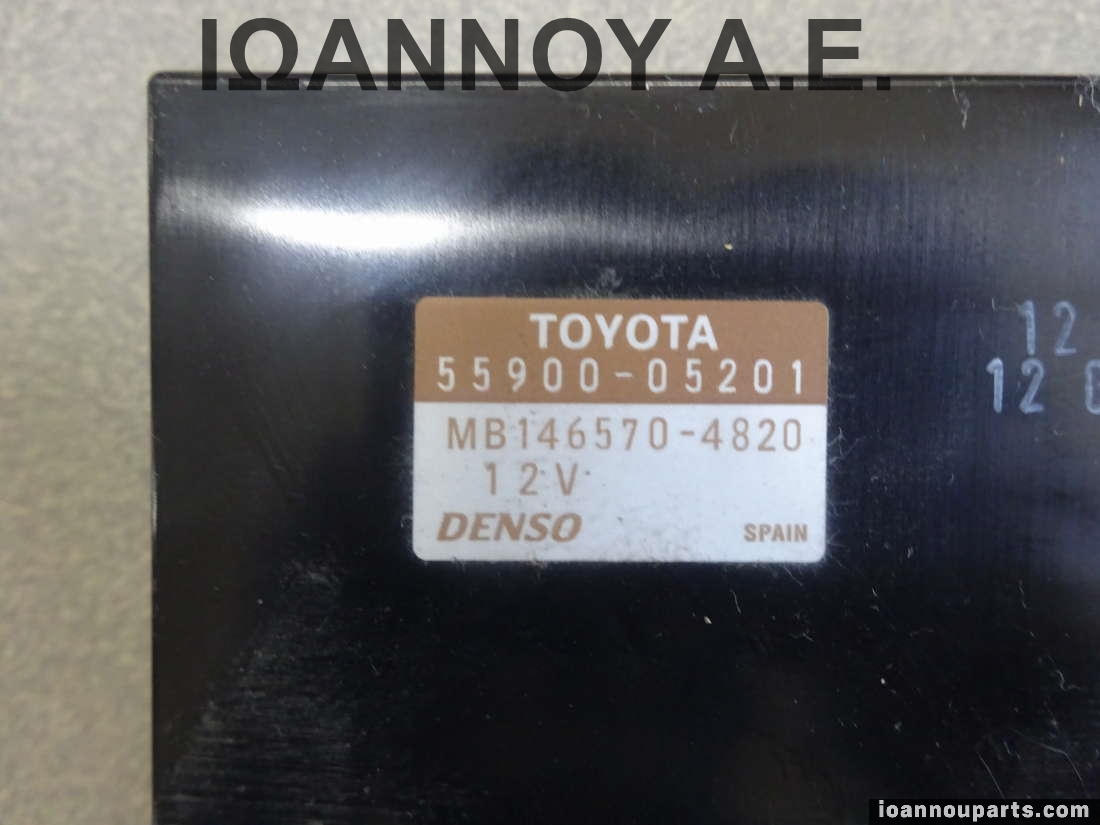 ΙΩΑΝΝΟΥ Α.Ε.
TOYOTA
55900-05201
MB146570-4820
12V
DENSO SPAIN
12
12
ioannouparts.com